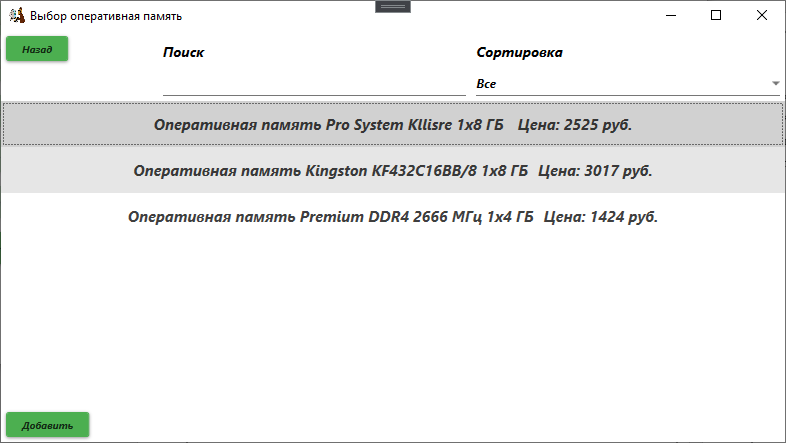 Выбор оперативная память
Назад
Поиск
Сортировка
Все
Оперативная память Pro System Kllisre 1x8 ГБ Цена: 2525 руб.
Оперативная память Kingston KF432C16BB/8 1x8 ГБ Цена: 3017 руб.
Оперативная память Premium DDR4 2666 МГц 1x4 ГБ Цена: 1424 руб.
Добавить